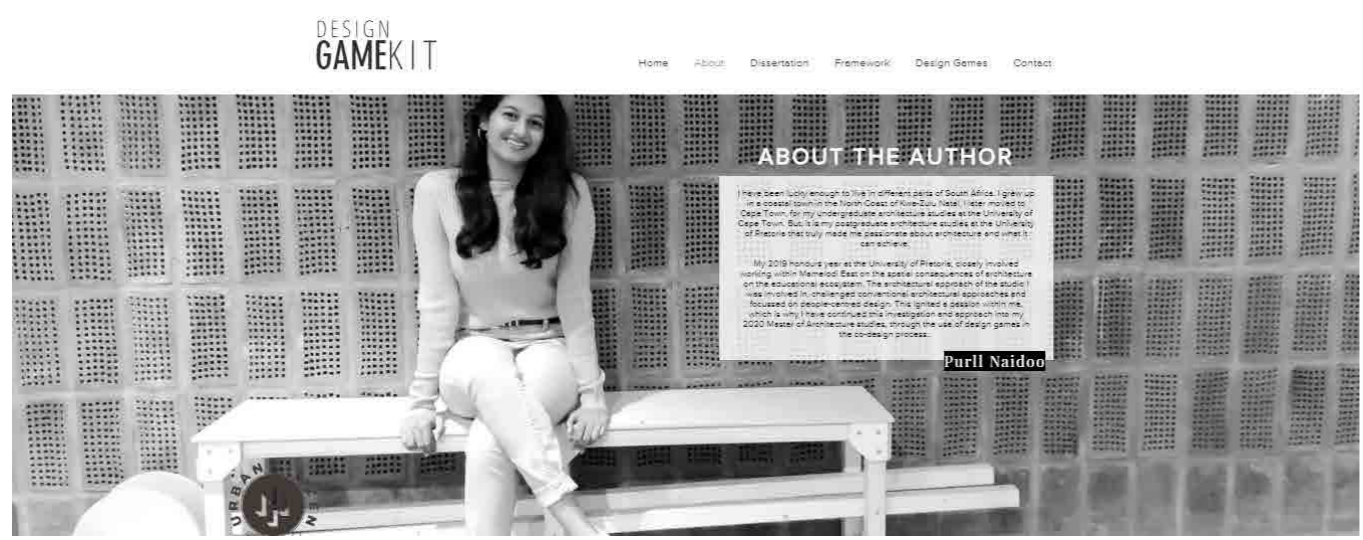 DESIGN
GAMEKIT
Home About Dissertation Framework Design Games Contact
ABOUT THE AUTHOR
I have been lucky enough to live in different parts of South Africa. I grew up
in a coastal town in the North Coast of Kwa-Zulu Natal, I later moved to
Cape Town, for my undergraduate architecture studies at the University of
Cape Town. But, it is my postgraduate architecture studies at the University
of Pretoria that truly made me passionate about architecture and what it
can achieve.
My 2019 honours year at the University of Pretoria, closely involved
working within Mamelodi East on the spatial consequences of architecture
on the educational ecosystem. The architectural approach of the studio I
was involved in, challenged conventional architectural approaches and
focussed on people-centred design. This ignited a passion within me,
which is why I have continued this investigation and approach into my
2020 Master of Architecture studies, through the use of design games in
the co-design process.
Purll Naidoo
URBAN